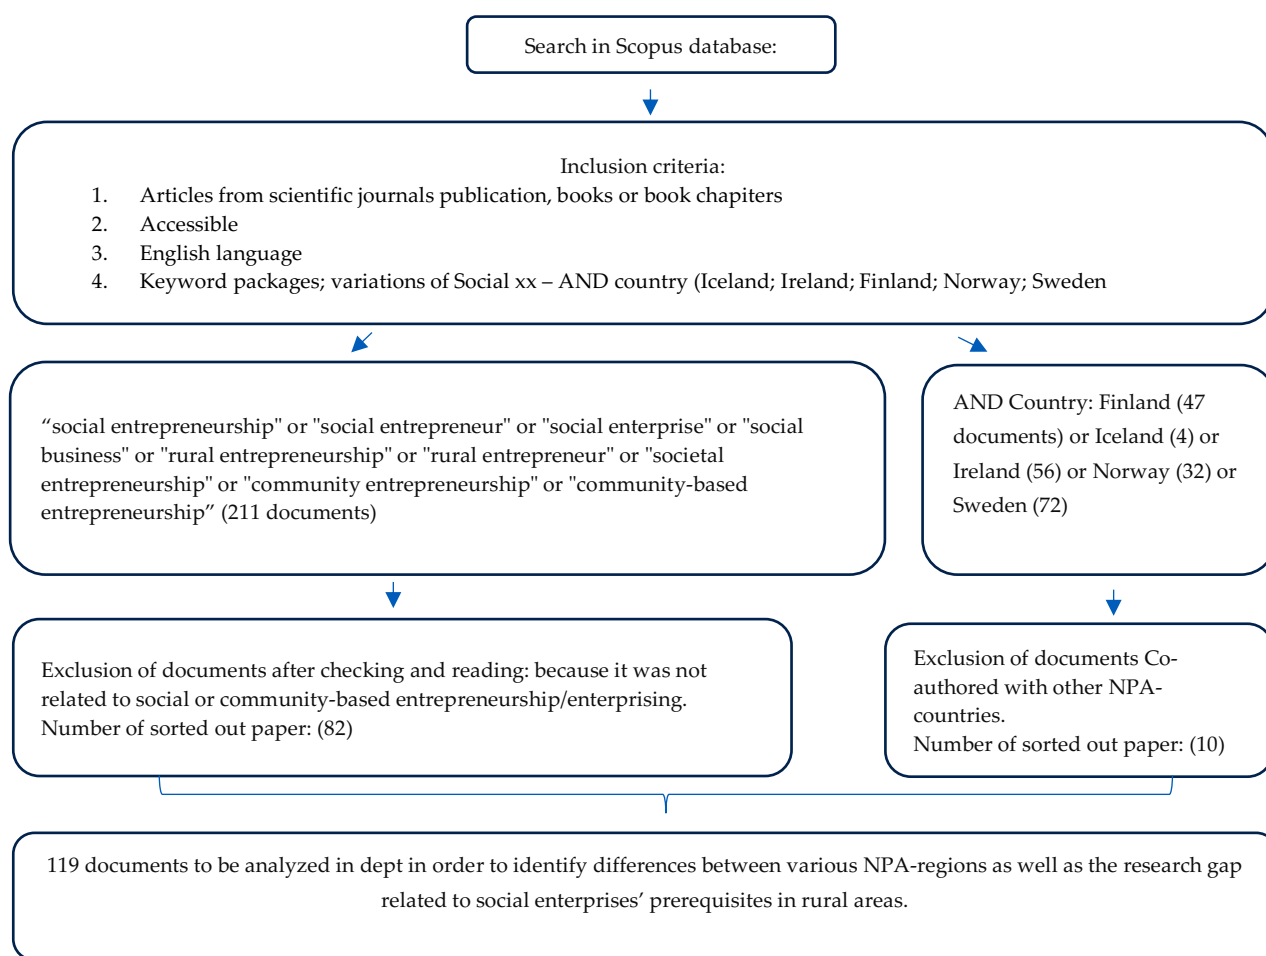 Search in Scopus database:
Inclusion criteria:
1. Articles from scientific journals publication, books or book chapiters
2. Accessible
3. English language
4. Keyword packages; variations of Social xx – AND country (Iceland; Ireland; Finland; Norway; Sweden
“social entrepreneurship" or "social entrepreneur" or "social enterprise" or "social
business" or "rural entrepreneurship" or "rural entrepreneur" or "societal
entrepreneurship" or "community entrepreneurship" or "community-based
entrepreneurship” (211 documents)
AND Country: Finland (47
documents) or Iceland (4) or
Ireland (56) or Norway (32) or
Sweden (72)
Exclusion of documents after checking and reading: because it was not
related to social or community-based entrepreneurship/enterprising.
Number of sorted out paper: (82)
Exclusion of documents Co-
authored with other NPA-
countries.
Number of sorted out paper: (10)
119 documents to be analyzed in dept in order to identify differences between various NPA-regions as well as the research gap
related to social enterprises’ prerequisites in rural areas.